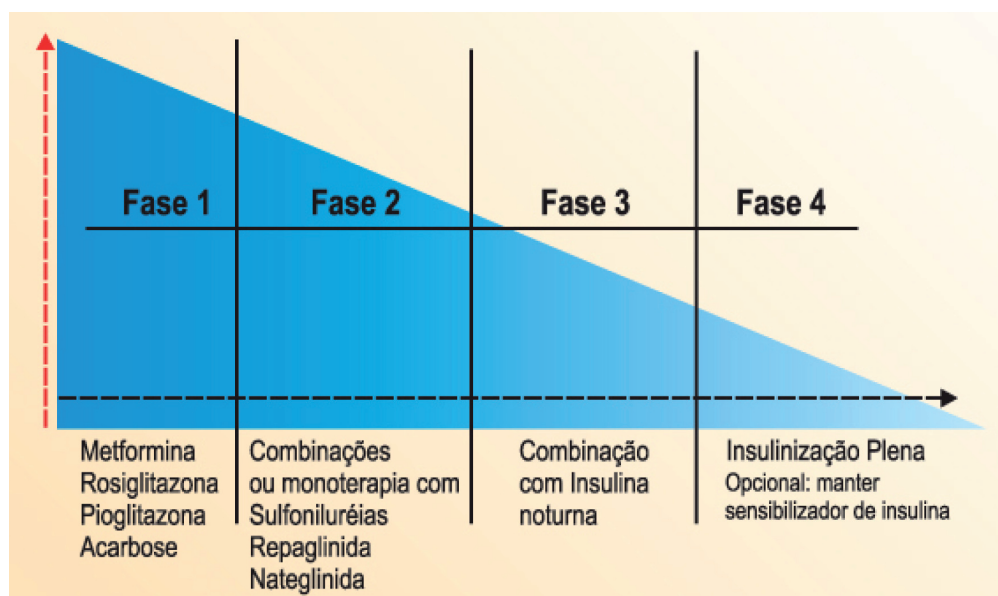 Fase 1
Fase 2
Fase 3
Fase 4
Metformina
Rosiglitazona
Pioglitazona
Acarbose
Combinações
ou monoterapia com
Sulfoniluréias
Repaglinida
Nateglinida
Combinação
com Insulina
noturna
Insulinização Plena
Opcional: manter
sensibilizador de insulina